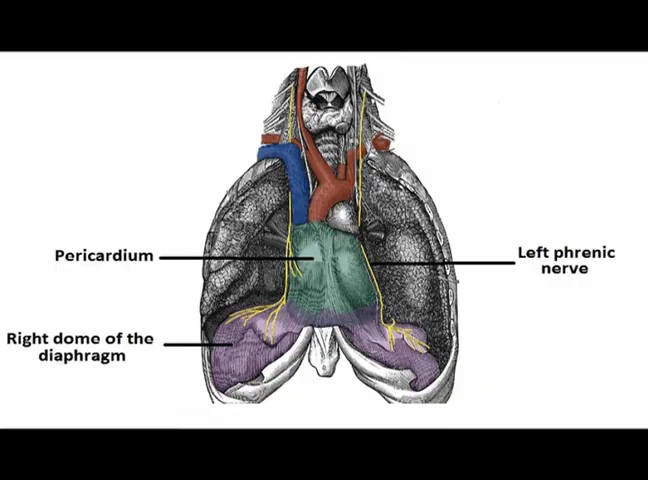 Pericardium
Left phrenic
nerve
Right dome of the
diaphragm